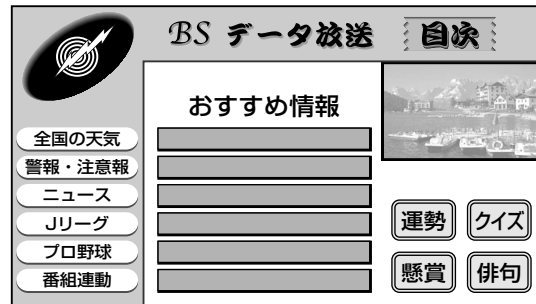 BS データ放送 目次
おすすめ情報
全国の天気
警報・注意報
ニュース
Jリーグ
プロ野球
番組連動
運勢 クイズ
懸賞 俳句